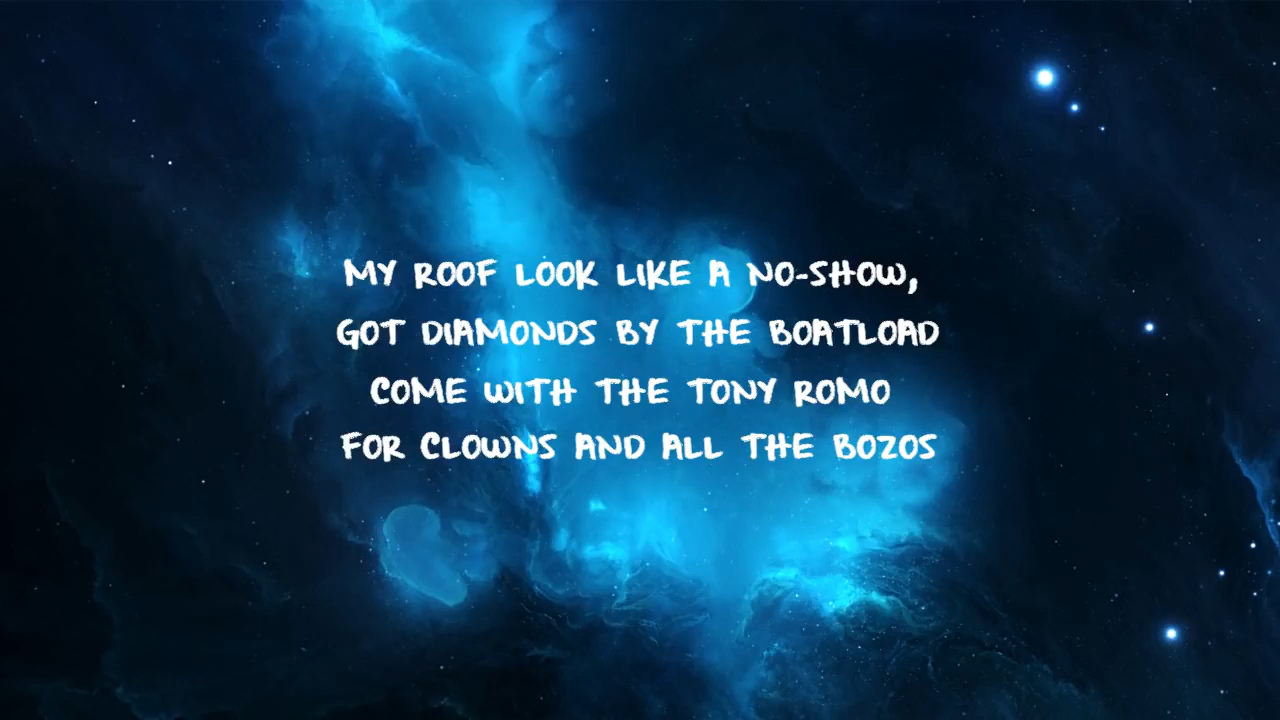 MY ROOF LOOK LIKE A NO-SHOW,
GOT DIAMONDS BY THE BOATLOAD
COME WITH THE TONY ROMO
FOR CLOWNS AND ALL THE BOZOS